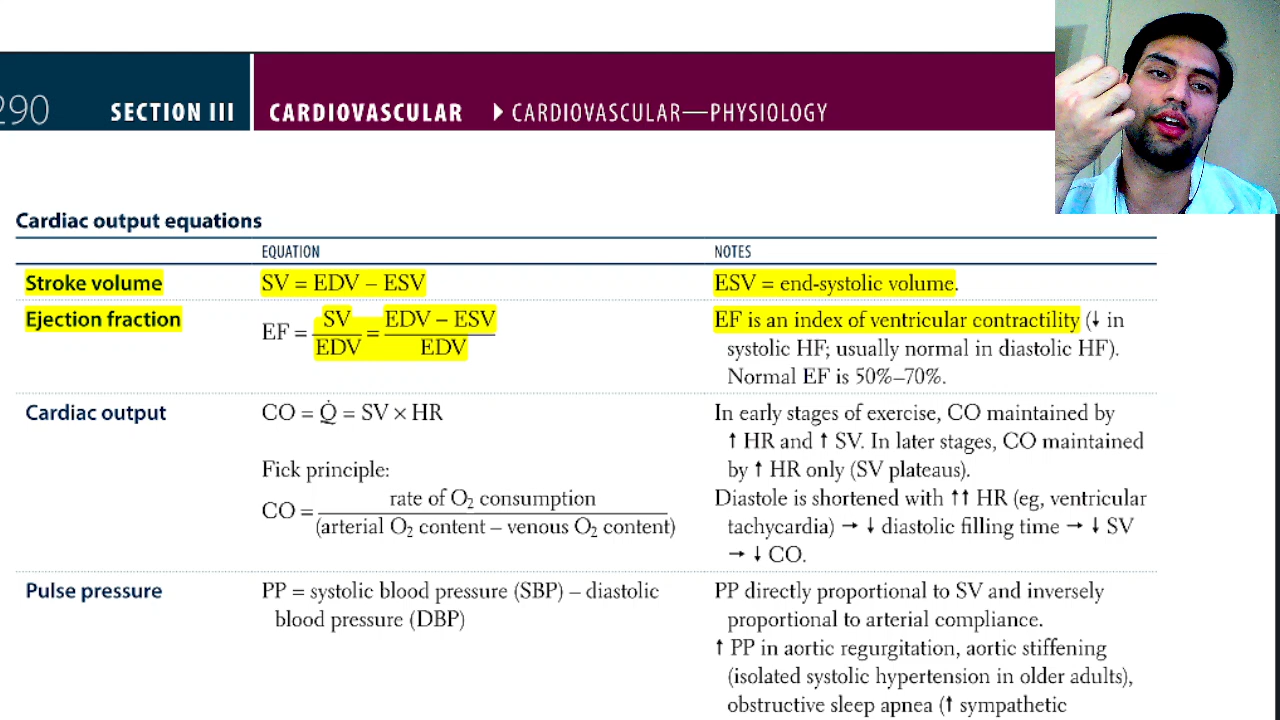 290 SECTION III CARDIOVASCULAR ▶ CARDIOVASCULAR—PHYSIOLOGY
Cardiac output equations
EQUATION NOTES
Stroke volume SV = EDV – ESV ESV = end-systolic volume.
Ejection fraction EF = SV/EDV = EDV – ESV/EDV EF is an index of ventricular contractility (↓ in
systolic HF; usually normal in diastolic HF).
Normal EF is 50%–70%.
Cardiac output CO = Q̇ = SV × HR In early stages of exercise, CO maintained by
↑ HR and ↑ SV. In later stages, CO maintained
Fick principle: by ↑ HR only (SV plateaus).
CO = rate of O₂ consumption/(arterial O₂ content – venous O₂ content) Diastole is shortened with ↑↑ HR (eg, ventricular
tachycardia) → ↓ diastolic filling time → ↓ SV
→ ↓ CO.
Pulse pressure PP = systolic blood pressure (SBP) – diastolic PP directly proportional to SV and inversely
blood pressure (DBP) proportional to arterial compliance.
↑ PP in aortic regurgitation, aortic stiffening
(isolated systolic hypertension in older adults),
obstructive sleep apnea (↑ sympathetic